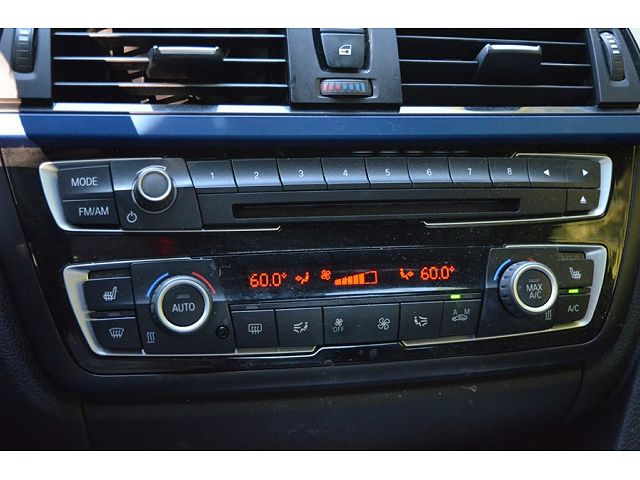 MODE
1 2 3 4 5 6 7 8
FM/AM
60.0° 60.0°
AUTO
MAX
A/C
OFF
A M
A/C